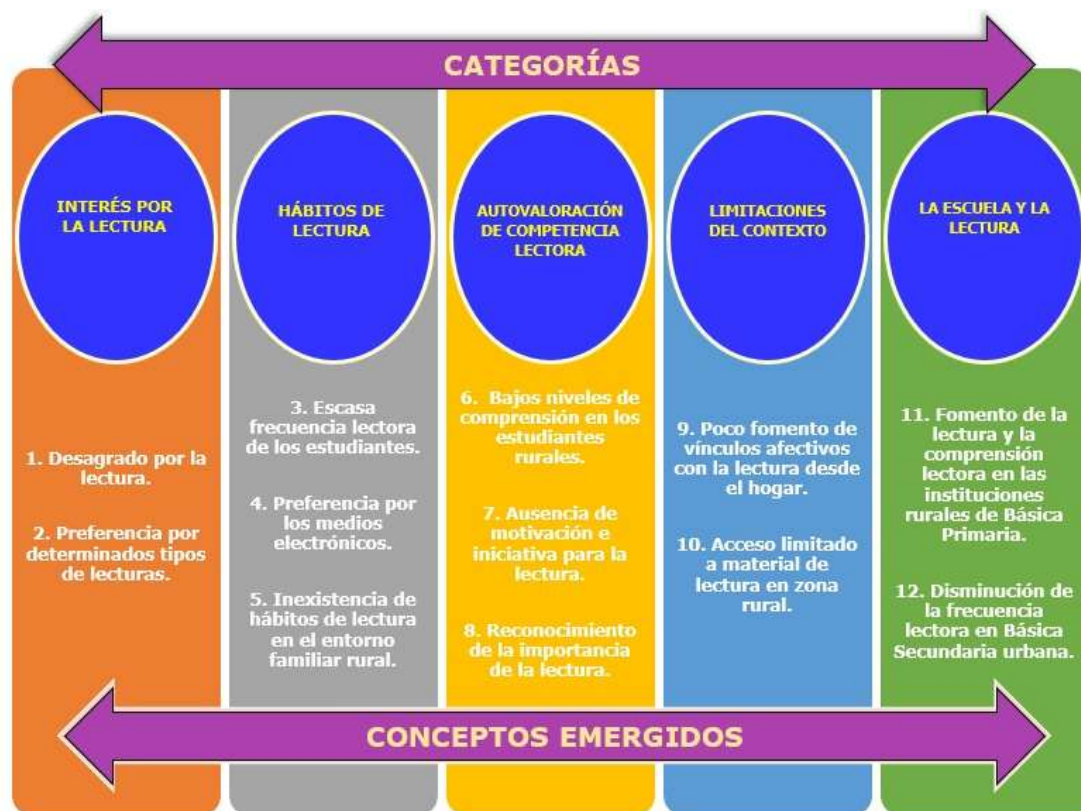 CATEGORÍAS
INTERÉS POR
LA LECTURA
HÁBITOS DE
LECTURA
AUTOVALORACIÓN
DE COMPETENCIA
LECTORA
LIMITACIONES
DEL CONTEXTO
LA ESCUELA Y LA
LECTURA
1. Desagrado por la
lectura.
2. Preferencia por
determinados tipos
de lecturas.
3. Escasa
frecuencia lectora
de los estudiantes.
4. Preferencia por
los medios
electrónicos.
5. Inexistencia de
hábitos de lectura
en el entorno
familiar rural.
6. Bajos niveles de
comprensión en los
estudiantes
rurales.
7. Ausencia de
motivación e
iniciativa para la
lectura.
8. Reconocimiento
de la importancia
de la lectura.
9. Poco fomento de
vínculos afectivos
con la lectura desde
el hogar.
10. Acceso limitado
a material de
lectura en zona
rural.
11. Fomento de la
lectura y la
comprensión
lectora en las
instituciones
rurales de Básica
Primaria.
12. Disminución de
la frecuencia
lectora en Básica
Secundaria urbana.
CONCEPTOS EMERGIDOS